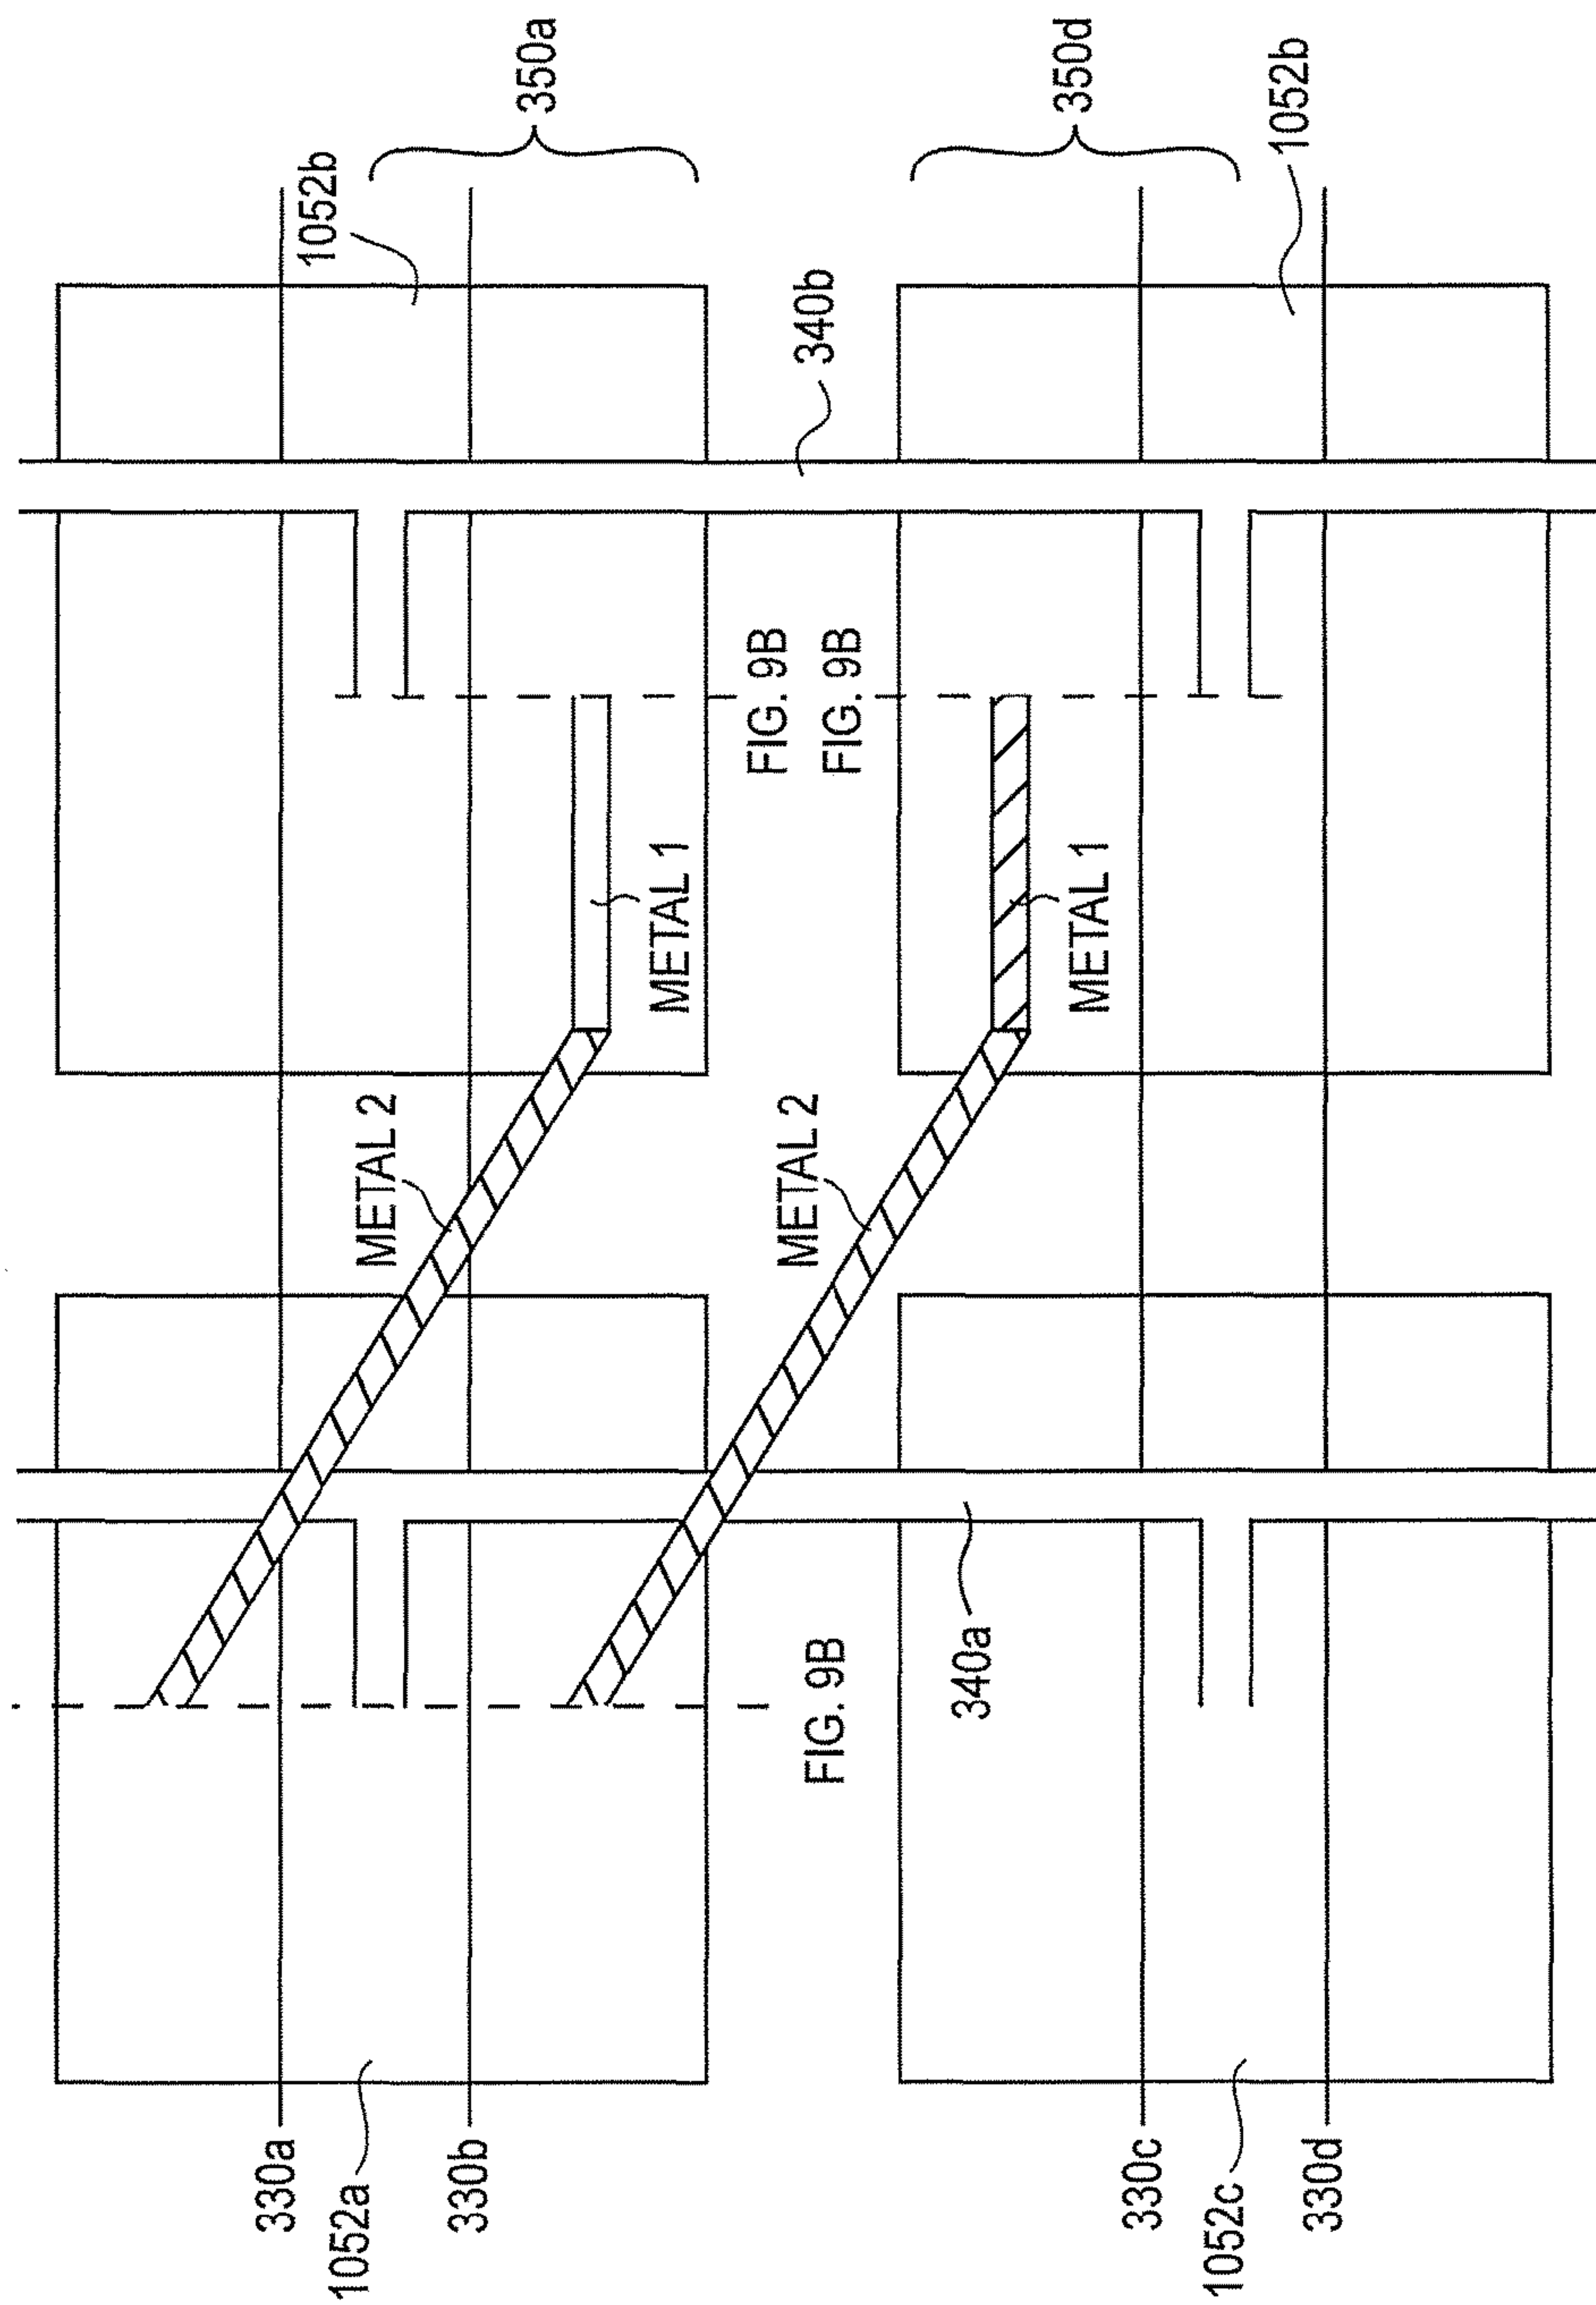 350a
350d
1052b
1052b
340b
FIG. 9B
FIG. 9B
METAL 1
METAL 1
METAL 2
METAL 2
FIG. 9B
340a
330a
1052a
330b
330c
1052c
330d